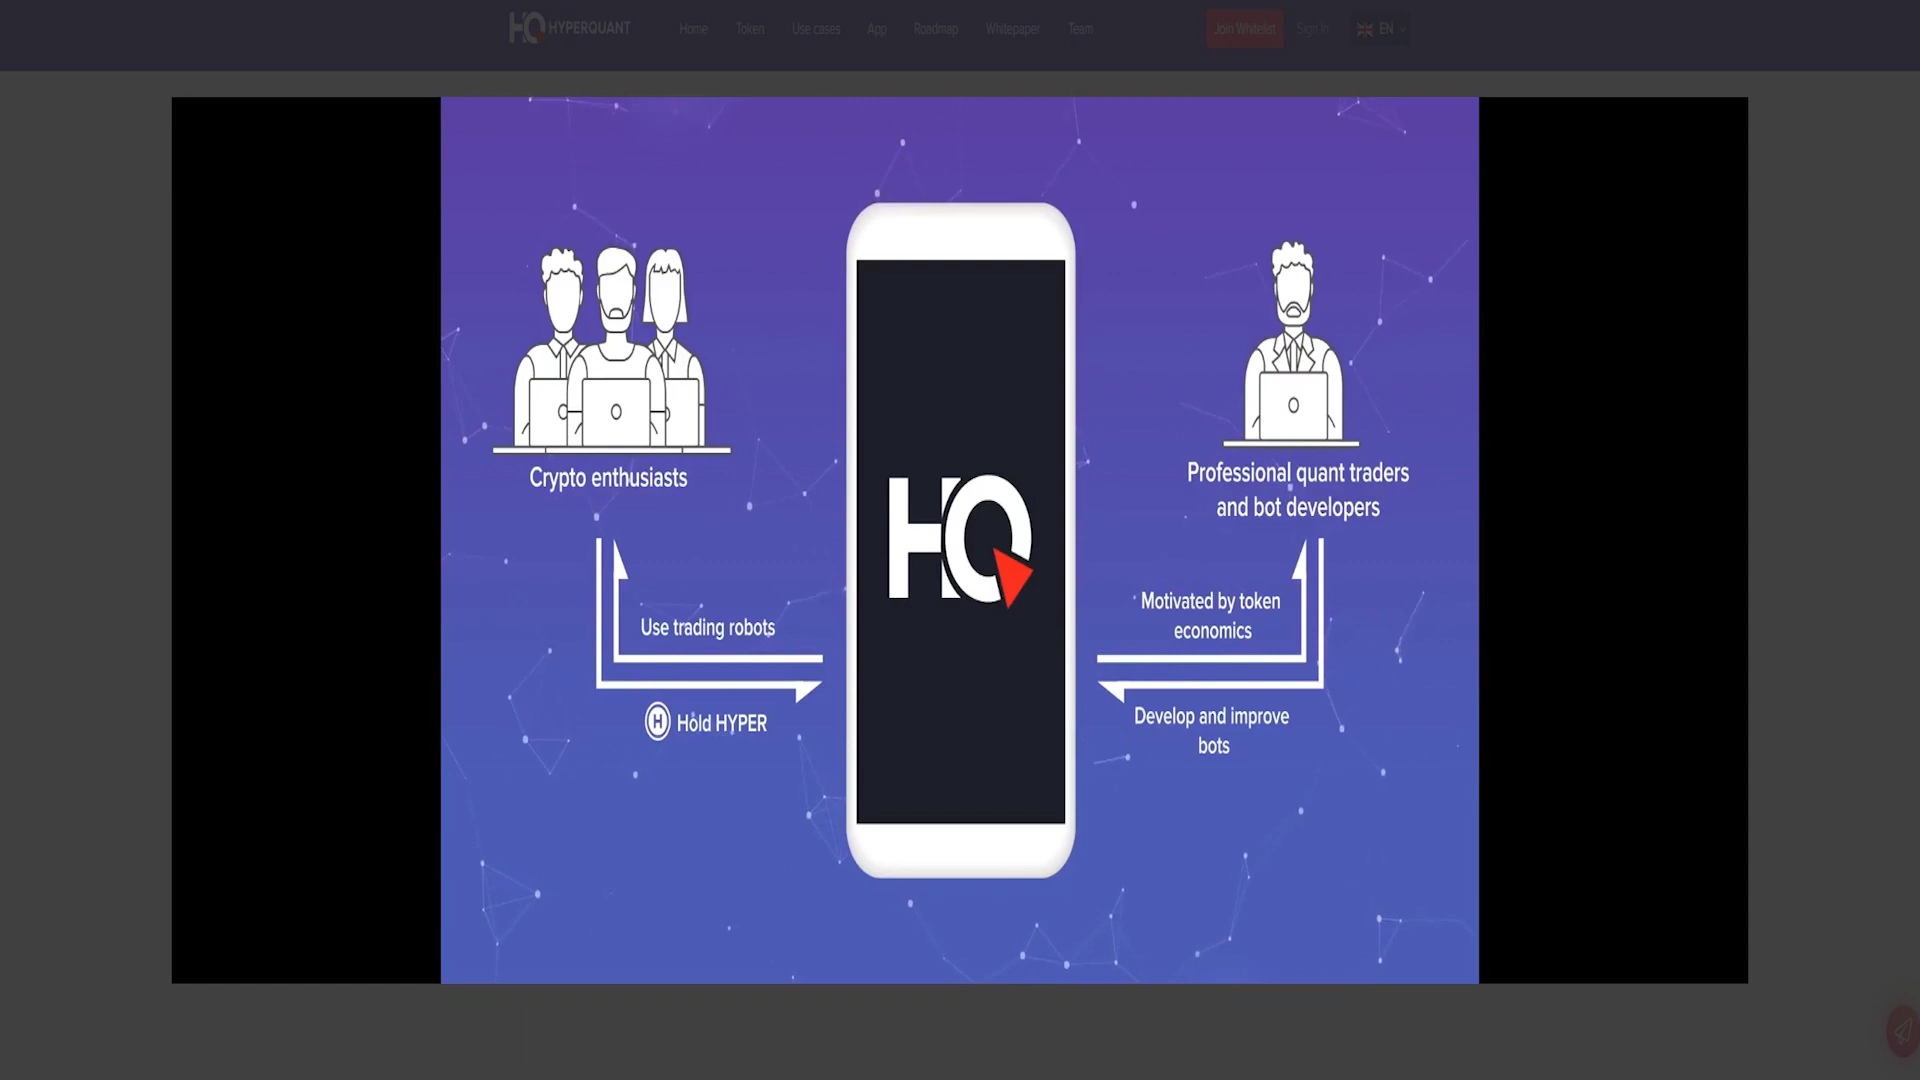 HQ HYPERQUANT Home Token Use cases App Roadmap Whitepaper Team Join Whitelist Sign In EN
Crypto enthusiasts
Professional quant traders
and bot developers
HQ
Use trading robots
Motivated by token
economics
H Hold HYPER
Develop and improve
bots